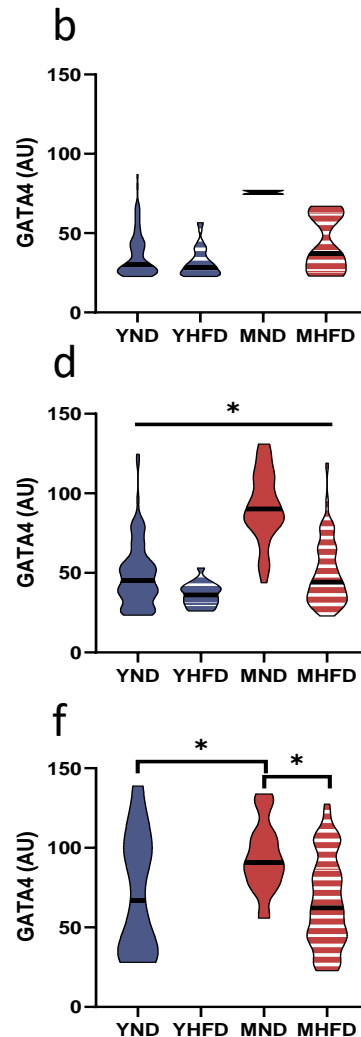 b
GATA4 (AU)
150
100
50
0
YND YHFD MND MHFD
d
*
GATA4 (AU)
150
100
50
0
YND YHFD MND MHFD
f
* *
GATA4 (AU)
150
100
50
0
YND YHFD MND MHFD